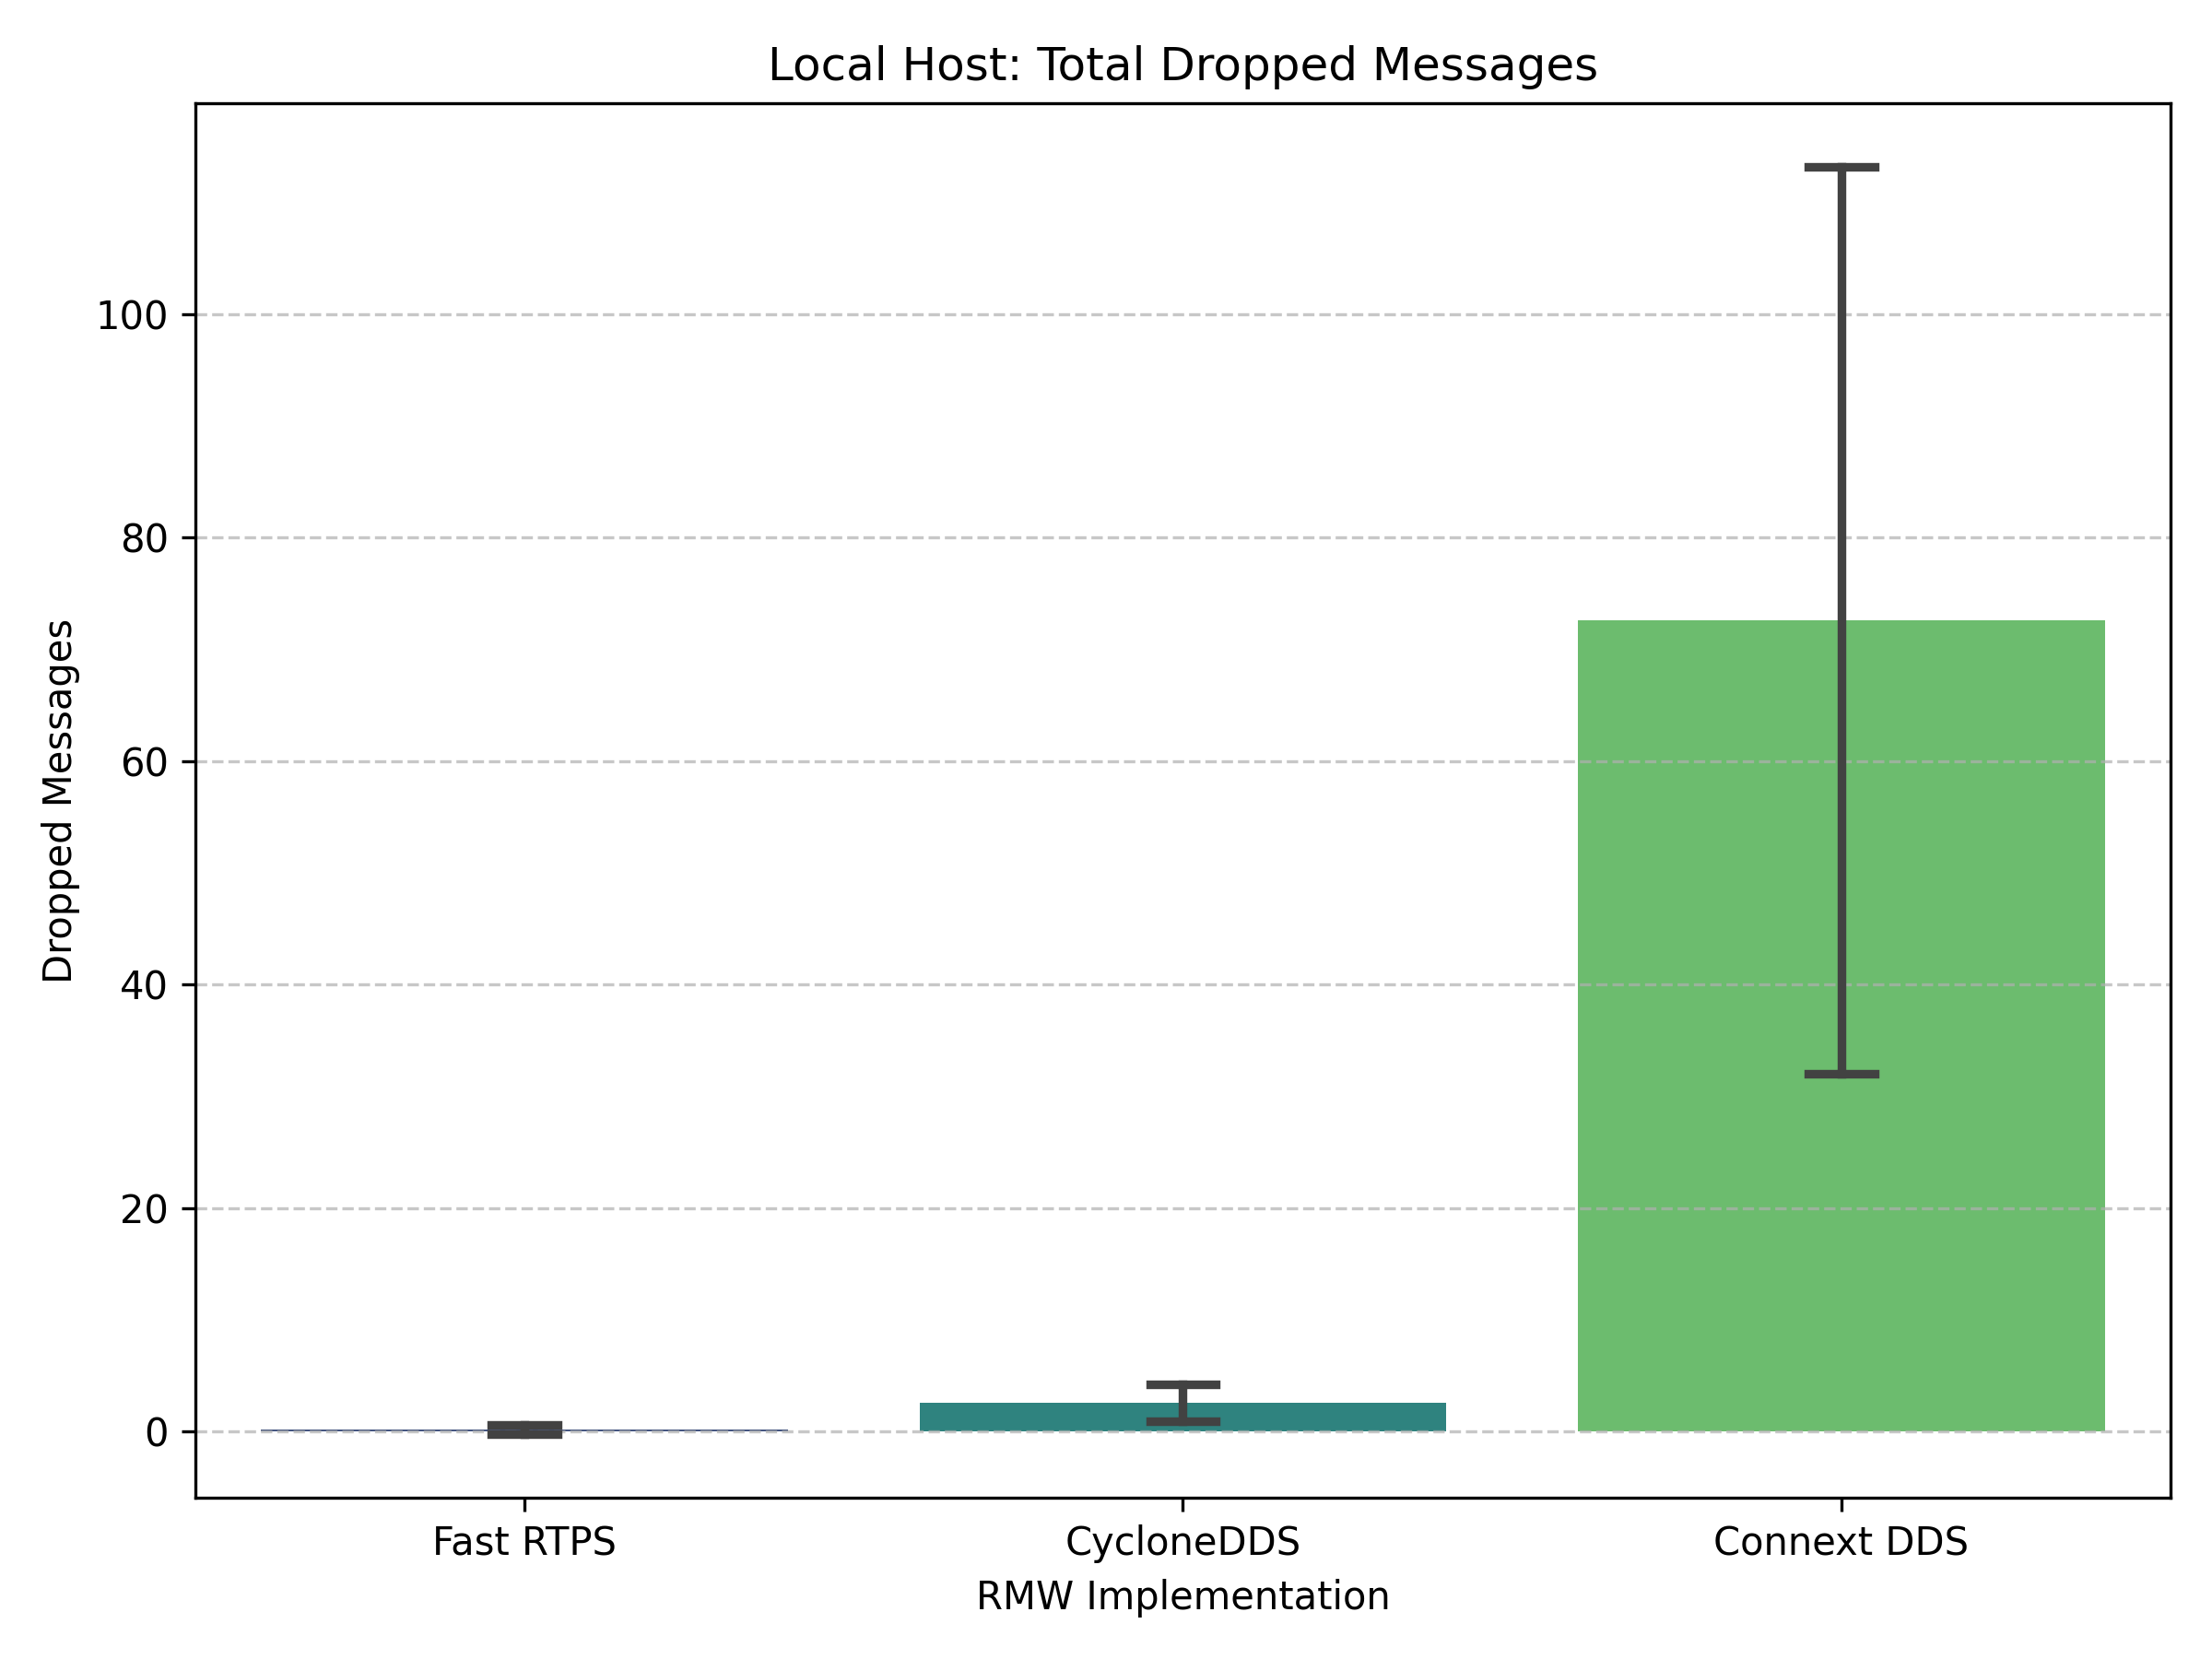 Local Host: Total Dropped Messages
Dropped Messages
100
80
60
40
20
0
Fast RTPS
CycloneDDS
Connext DDS
RMW Implementation